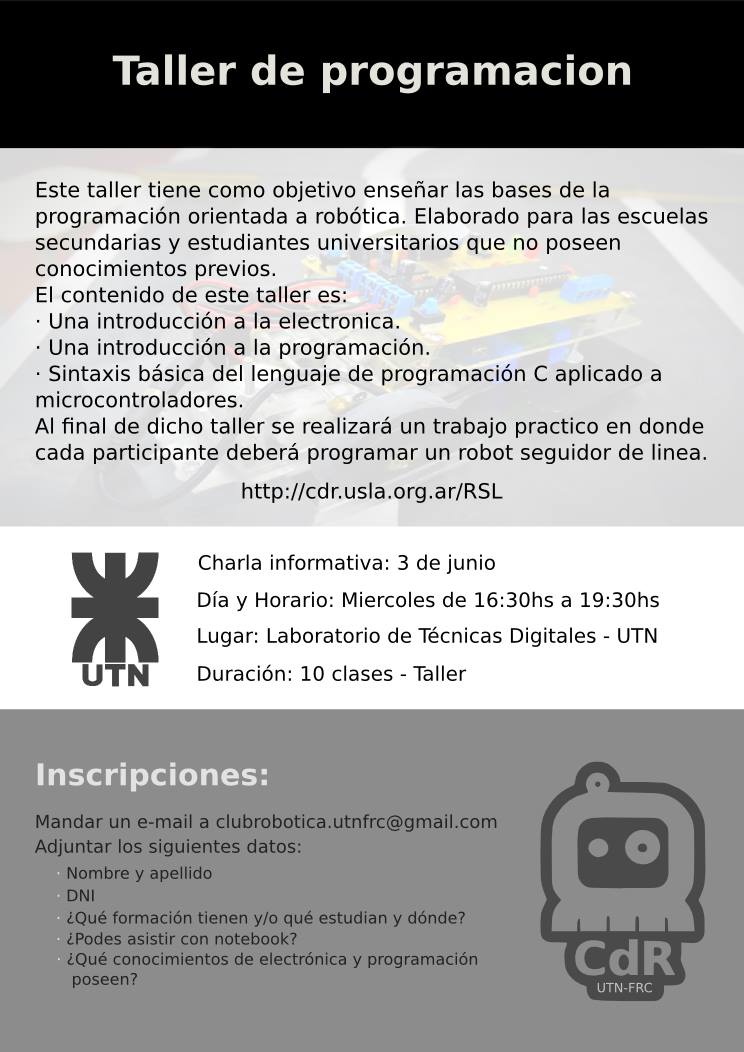 Taller de programacion
Este taller tiene como objetivo enseñar las bases de la
programación orientada a robótica. Elaborado para las escuelas
secundarias y estudiantes universitarios que no poseen
conocimientos previos.
El contenido de este taller es:
· Una introducción a la electronica.
· Una introducción a la programación.
· Sintaxis básica del lenguaje de programación C aplicado a
microcontroladores.
Al final de dicho taller se realizará un trabajo practico en donde
cada participante deberá programar un robot seguidor de linea.
http://cdr.usla.org.ar/RSL
Charla informativa: 3 de junio
Día y Horario: Miercoles de 16:30hs a 19:30hs
Lugar: Laboratorio de Técnicas Digitales - UTN
Duración: 10 clases - Taller
UTN
Inscripciones:
Mandar un e-mail a clubrobotica.utnfrc@gmail.com
Adjuntar los siguientes datos:
· Nombre y apellido
· DNI
· ¿Qué formación tienen y/o qué estudian y dónde?
· ¿Podes asistir con notebook?
· ¿Qué conocimientos de electrónica y programación
poseen?
CdR
UTN-FRC